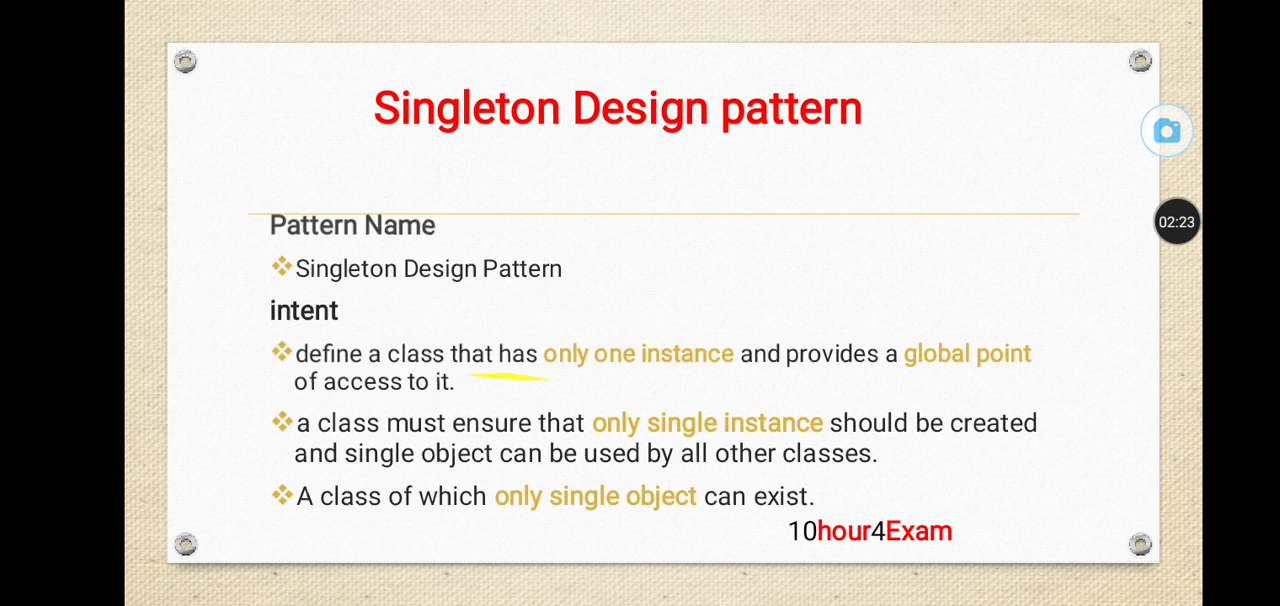 Singleton Design pattern
02:23
Pattern Name
❖Singleton Design Pattern
intent
❖define a class that has only one instance and provides a global point
of access to it.
❖a class must ensure that only single instance should be created
and single object can be used by all other classes.
❖A class of which only single object can exist.
10hour4Exam